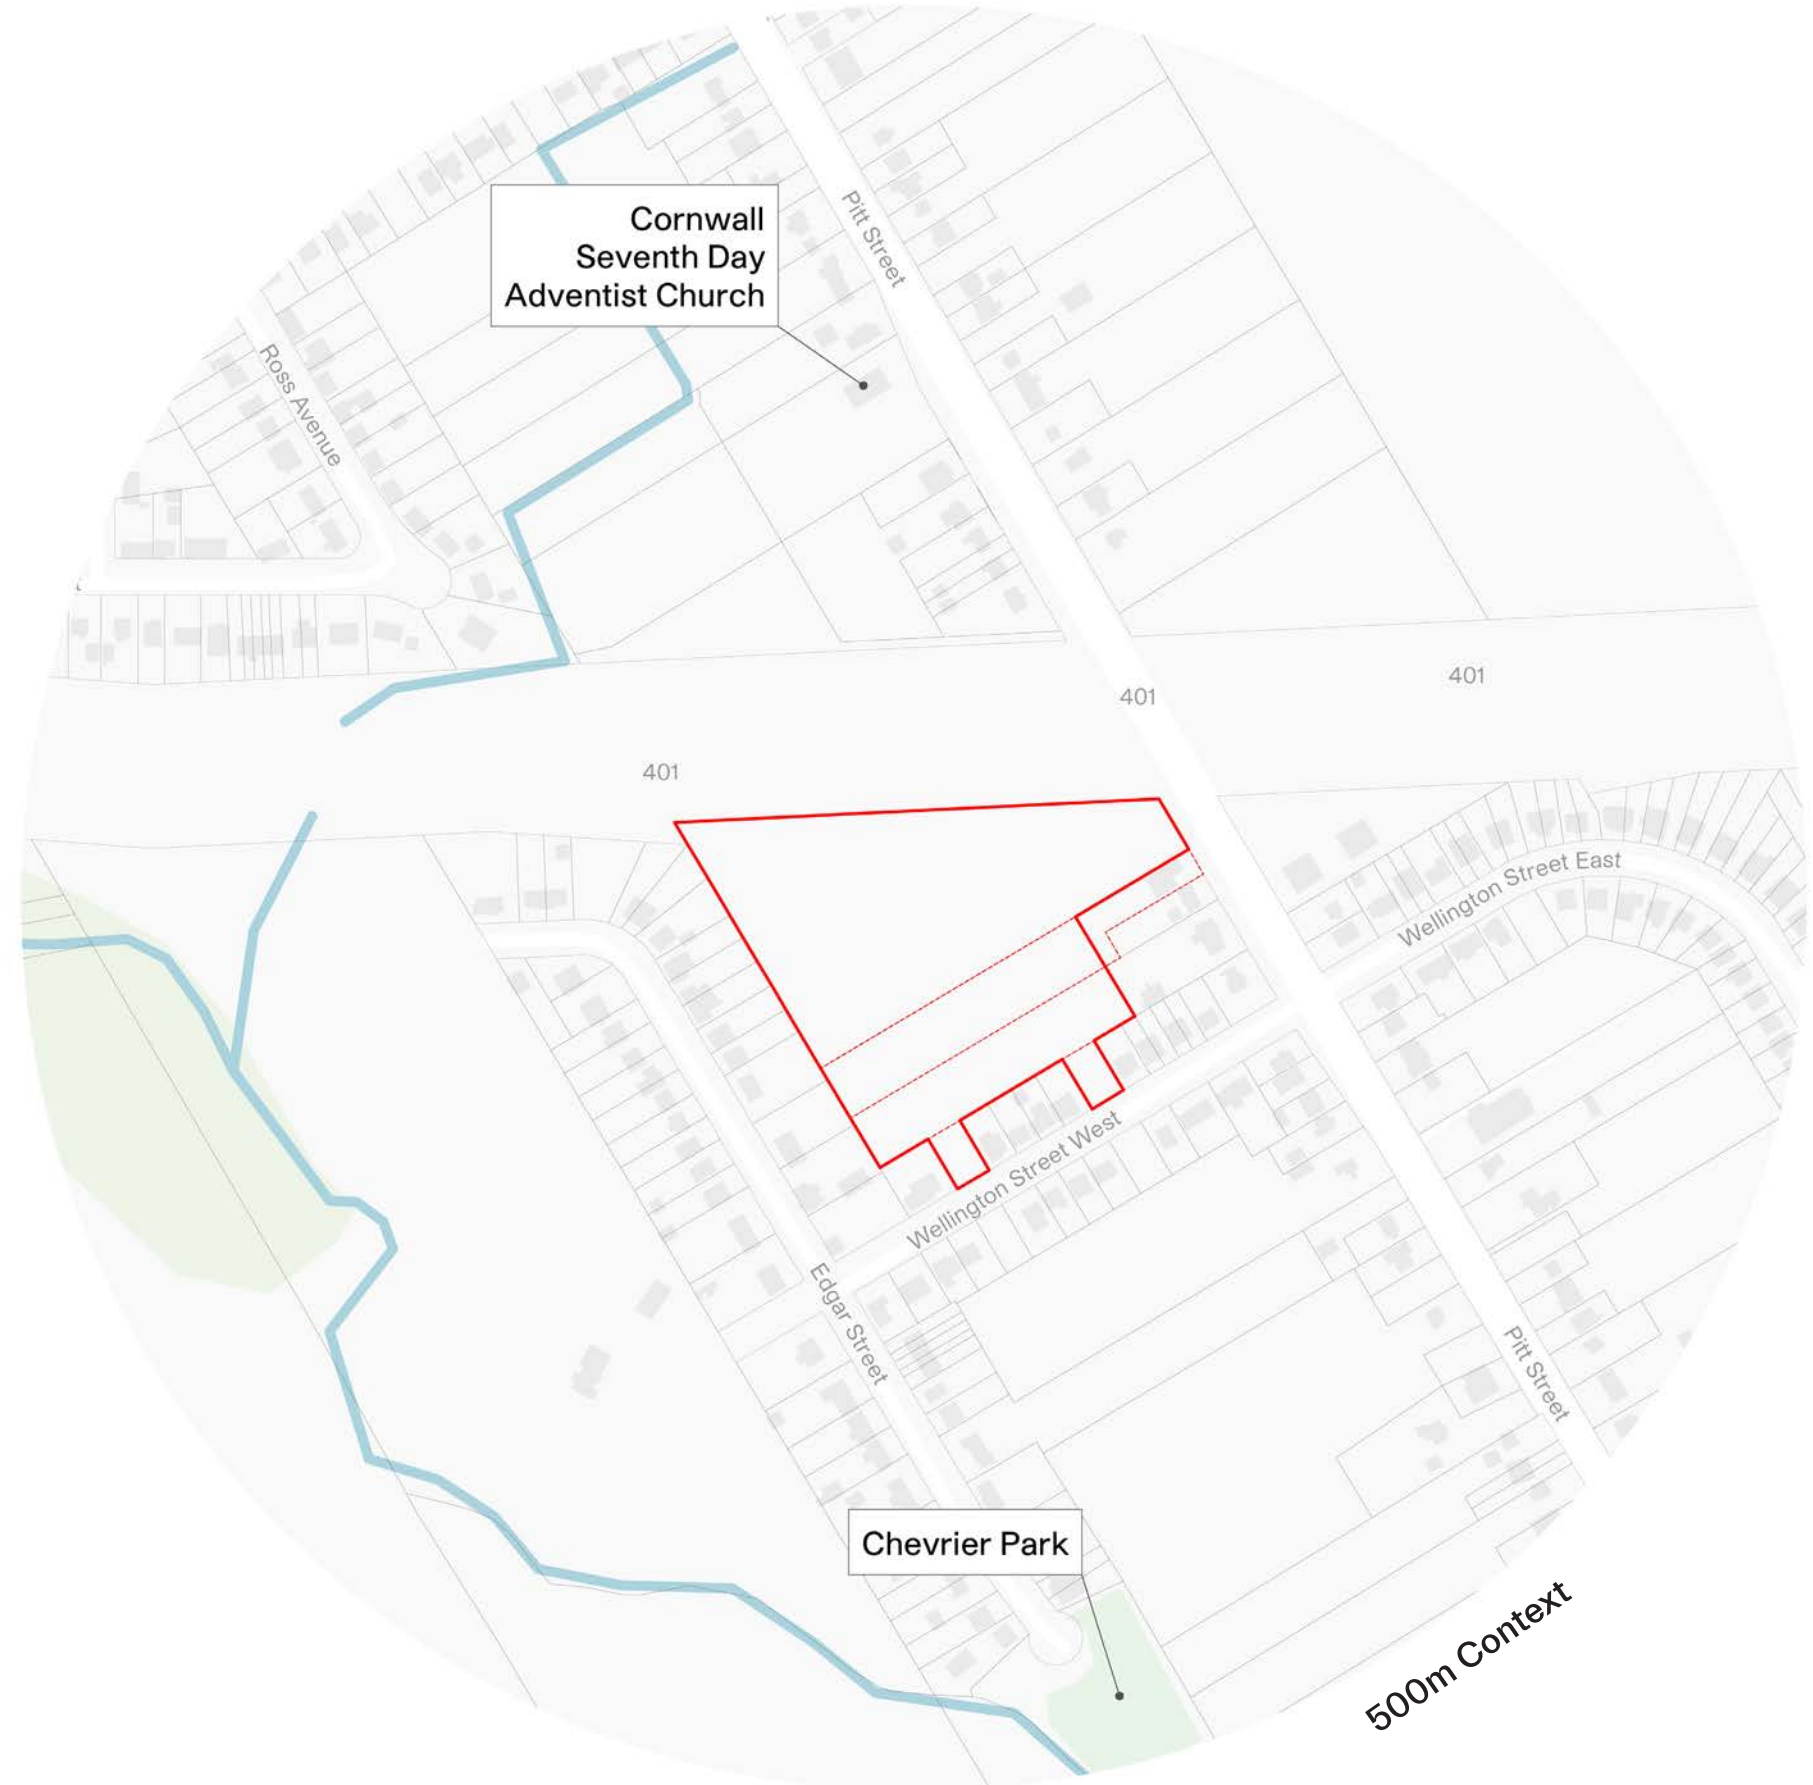 Cornwall
Seventh Day
Adventist Church
Pitt Street
Ross Avenue
401
401
401
Wellington Street East
Wellington Street West
Edgar Street
Pitt Street
Chevrier Park
500m Context